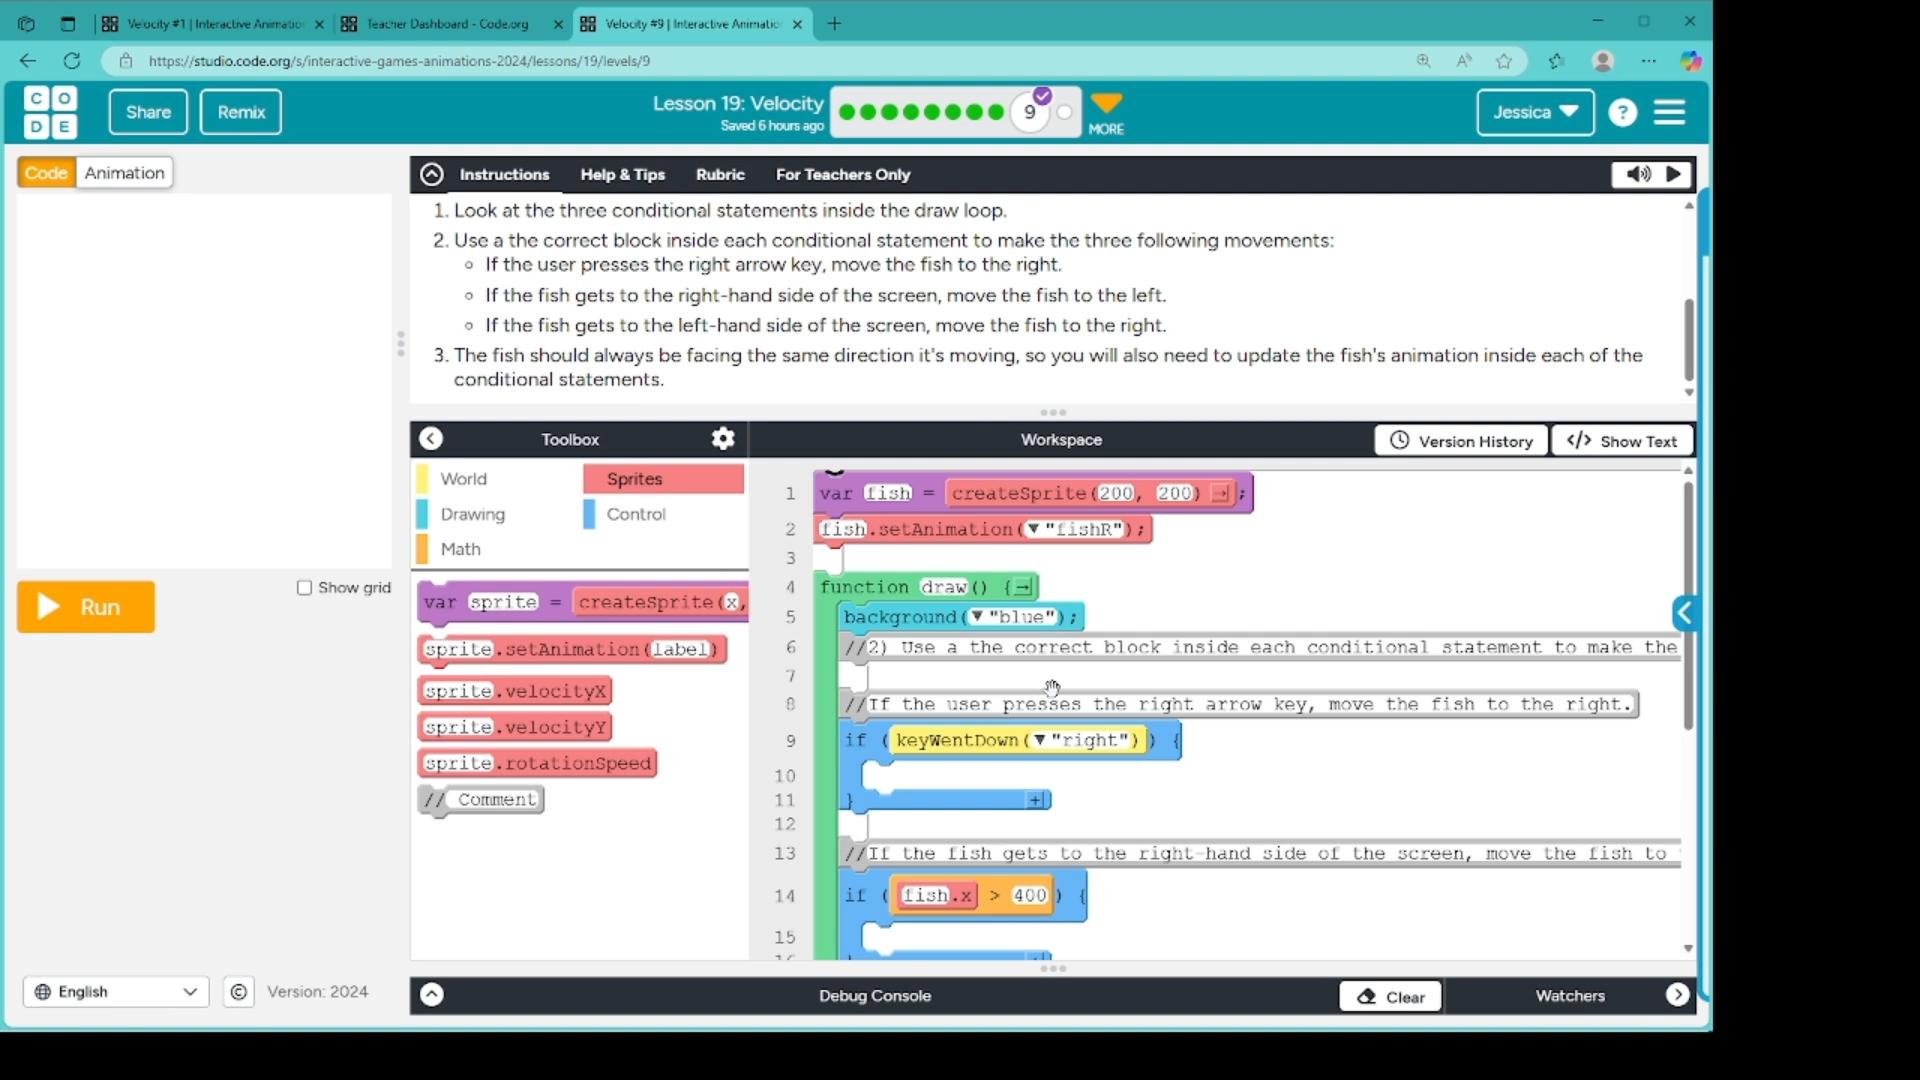 Velocity #1 | Interactive Animatio
Teacher Dashboard - Code.org
Velocity #9 | Interactive Animatio
https://studio.code.org/s/interactive-games-animations-2024/lessons/19/levels/9
CO
DE
Share
Remix
Lesson 19: Velocity
Saved 6 hours ago
9
MORE
Jessica
?
Code
Animation
Instructions
Help & Tips
Rubric
For Teachers Only
1. Look at the three conditional statements inside the draw loop.
2. Use a the correct block inside each conditional statement to make the three following movements:
If the user presses the right arrow key, move the fish to the right.
If the fish gets to the right-hand side of the screen, move the fish to the left.
If the fish gets to the left-hand side of the screen, move the fish to the right.
3. The fish should always be facing the same direction it's moving, so you will also need to update the fish's animation inside each of the
conditional statements.
Run
Show grid
Toolbox
Workspace
Version History
</> Show Text
World
Sprites
Drawing
Control
Math
var sprite = createSprite(x,
sprite.setAnimation(label)
sprite.velocityX
sprite.velocityY
sprite.rotationSpeed
// Comment
1 var fish = createSprite(200, 200);
2 fish.setAnimation("fishR");
3
4 function draw() {
5 background("blue");
6 //2) Use a the correct block inside each conditional statement to make the
7
8 //If the user presses the right arrow key, move the fish to the right.
9 if (keyWentDown("right")) {
10
11 }
12
13 //If the fish gets to the right-hand side of the screen, move the fish to
14 if (fish.x > 400) {
15
English
© Version: 2024
Debug Console
Clear
Watchers